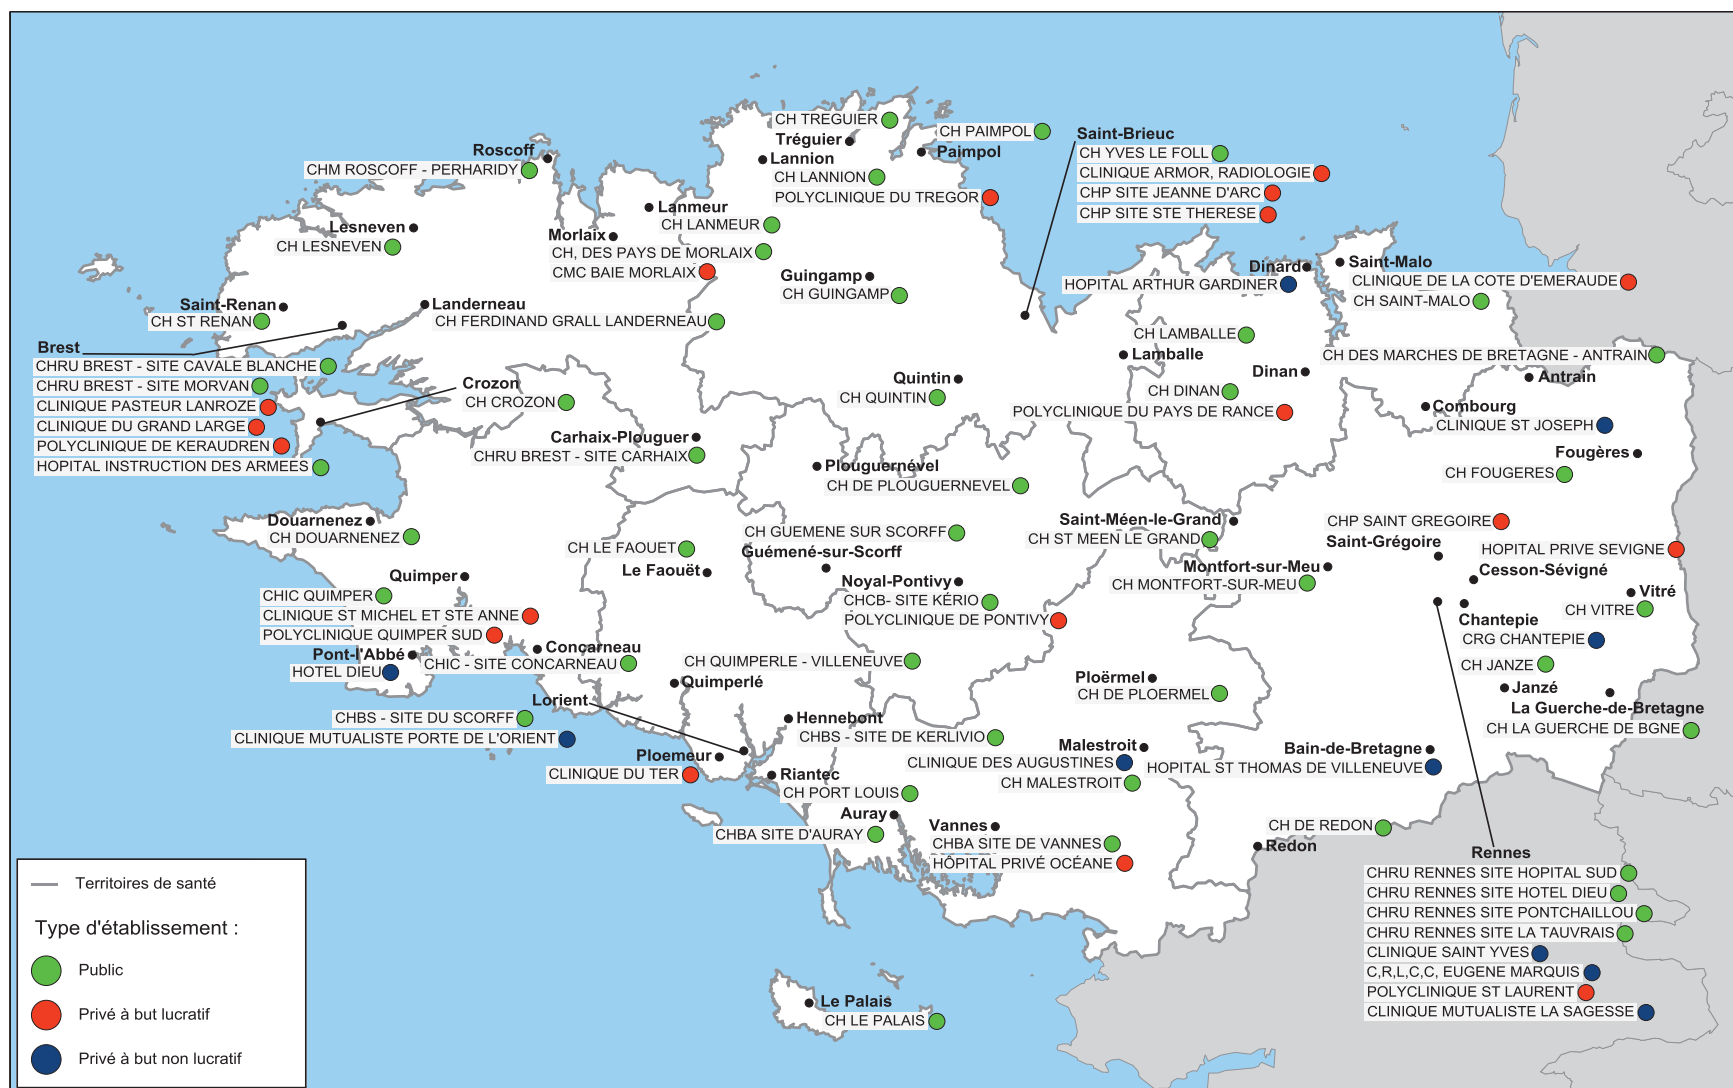 CH TREGUIER
Tréguier
CH PAIMPOL
Paimpol
Saint-Brieuc
CH YVES LE FOLL
CLINIQUE ARMOR, RADIOLOGIE
CHP SITE JEANNE D'ARC
CHP SITE STE THERESE
Roscoff
CHM ROSCOFF - PERHARIDY
Lannion
CH LANNION
POLYCLINIQUE DU TREGOR
Lanmeur
CH LANMEUR
Lesneven
CH LESNEVEN
Morlaix
CH, DES PAYS DE MORLAIX
CMC BAIE MORLAIX
Guingamp
CH GUINGAMP
Dinard
HOPITAL ARTHUR GARDINER
Saint-Malo
CLINIQUE DE LA COTE D'EMERAUDE
CH SAINT-MALO
Saint-Renan
CH ST RENAN
Landerneau
CH FERDINAND GRALL LANDERNEAU
CH LAMBALLE
Lamballe
CH DES MARCHES DE BRETAGNE - ANTRAIN
Antrain
Brest
CHRU BREST - SITE CAVALE BLANCHE
CHRU BREST - SITE MORVAN
CLINIQUE PASTEUR LANROZE
CLINIQUE DU GRAND LARGE
POLYCLINIQUE DE KERAUDREN
HOPITAL INSTRUCTION DES ARMEES
Crozon
CH CROZON
Quintin
CH QUINTIN
Dinan
CH DINAN
POLYCLINIQUE DU PAYS DE RANCE
Combourg
CLINIQUE ST JOSEPH
Carhaix-Plouguer
CHRU BREST - SITE CARHAIX
Plouguernével
CH DE PLOUGUERNEVEL
Fougères
CH FOUGERES
Douarnenez
CH DOUARNENEZ
CH GUEMENE SUR SCORFF
Guémené-sur-Scorff
Saint-Méen-le-Grand
CH ST MEEN LE GRAND
CHP SAINT GREGOIRE
Saint-Grégoire
CH LE FAOUET
Le Faouët
HOPITAL PRIVE SEVIGNE
Cesson-Sévigné
Montfort-sur-Meu
CH MONTFORT-SUR-MEU
Quimper
CHIC QUIMPER
CLINIQUE ST MICHEL ET STE ANNE
POLYCLINIQUE QUIMPER SUD
Noyal-Pontivy
CHCB- SITE KÉRIO
POLYCLINIQUE DE PONTIVY
Vitré
CH VITRE
Chantepie
CRG CHANTEPIE
Pont-l'Abbé
HOTEL DIEU
Concarneau
CHIC - SITE CONCARNEAU
CH QUIMPERLE - VILLENEUVE
Quimperlé
CH JANZE
Janzé
Ploërmel
CH DE PLOERMEL
La Guerche-de-Bretagne
CH LA GUERCHE DE BGNE
Lorient
CHBS - SITE DU SCORFF
CLINIQUE MUTUALISTE PORTE DE L'ORIENT
Hennebont
CHBS - SITE DE KERLIVIO
Malestroit
CLINIQUE DES AUGUSTINES
CH MALESTROIT
Bain-de-Bretagne
HOPITAL ST THOMAS DE VILLENEUVE
Ploemeur
CLINIQUE DU TER
Riantec
CH PORT LOUIS
Auray
CHBA SITE D'AURAY
Vannes
CHBA SITE DE VANNES
HÔPITAL PRIVÉ OCÉANE
CH DE REDON
Redon
Rennes
CHRU RENNES SITE HOPITAL SUD
CHRU RENNES SITE HOTEL DIEU
CHRU RENNES SITE PONTCHAILLOU
CHRU RENNES SITE LA TAUVRAIS
CLINIQUE SAINT YVES
C,R,L,C,C, EUGENE MARQUIS
POLYCLINIQUE ST LAURENT
CLINIQUE MUTUALISTE LA SAGESSE
Le Palais
CH LE PALAIS
Territoires de santé
Type d'établissement :
Public
Privé à but lucratif
Privé à but non lucratif